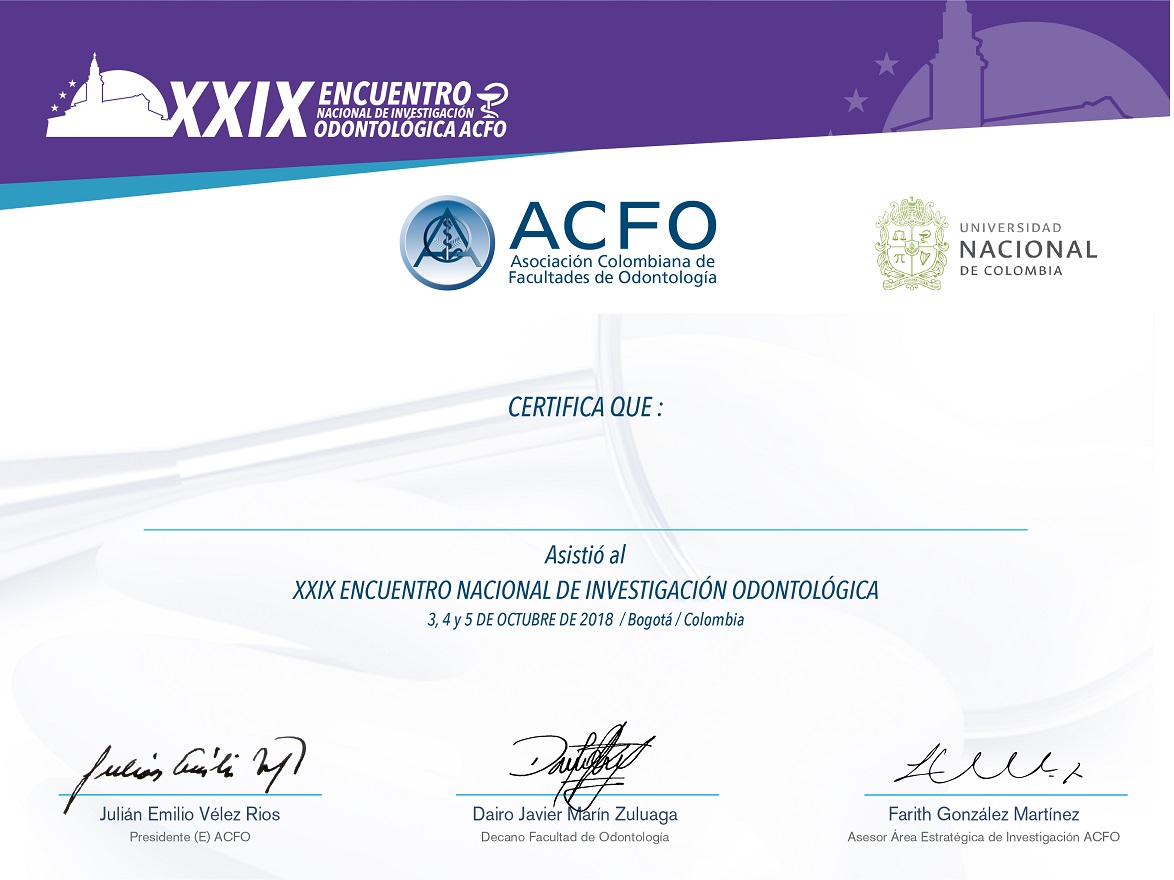 XXIX ENCUENTRO
NACIONAL DE INVESTIGACIÓN
ODONTOLÓGICA ACFO
ACFO
Asociación Colombiana de
Facultades de Odontología
UNIVERSIDAD
NACIONAL
DE COLOMBIA
CERTIFICA QUE :
Asistió al
XXIX ENCUENTRO NACIONAL DE INVESTIGACIÓN ODONTOLÓGICA
3, 4 y 5 DE OCTUBRE DE 2018 / Bogotá / Colombia
Julián Emilio Vélez Rios
Presidente (E) ACFO
Dairo Javier Marín Zuluaga
Decano Facultad de Odontología
Farith González Martínez
Asesor Área Estratégica de Investigación ACFO